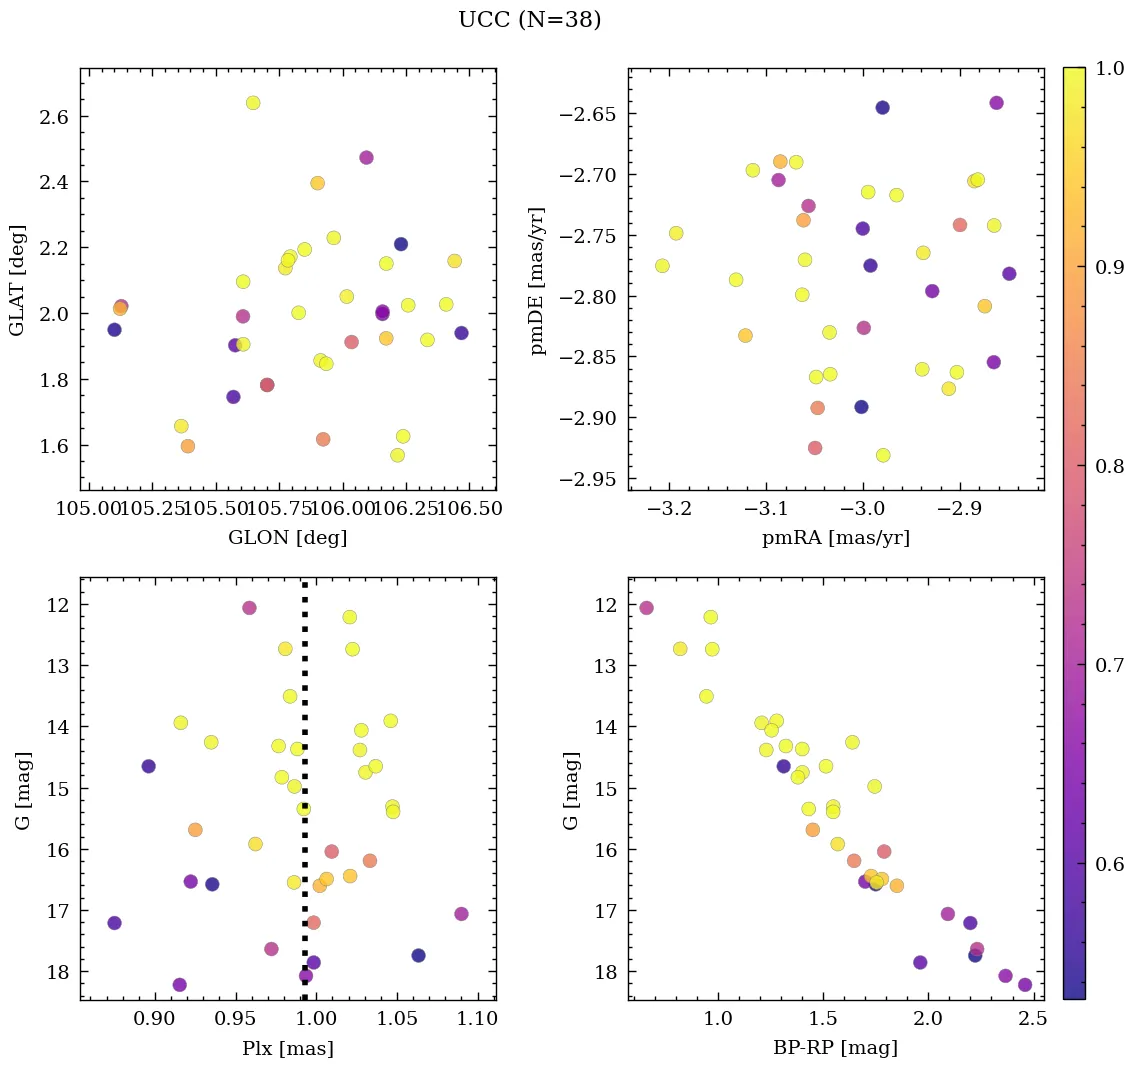 UCC (N=38)
2.6
2.4
2.2
2.0
1.8
1.6
GLAT [deg]
105.00 105.25 105.50 105.75 106.00 106.25 106.50
GLON [deg]
−2.65
−2.70
−2.75
−2.80
−2.85
−2.90
−2.95
pmDE [mas/yr]
−3.2 −3.1 −3.0 −2.9
pmRA [mas/yr]
1.0
0.9
0.8
0.7
0.6
12
13
14
15
16
17
18
G [mag]
0.90 0.95 1.00 1.05 1.10
Plx [mas]
12
13
14
15
16
17
18
G [mag]
1.0 1.5 2.0 2.5
BP-RP [mag]